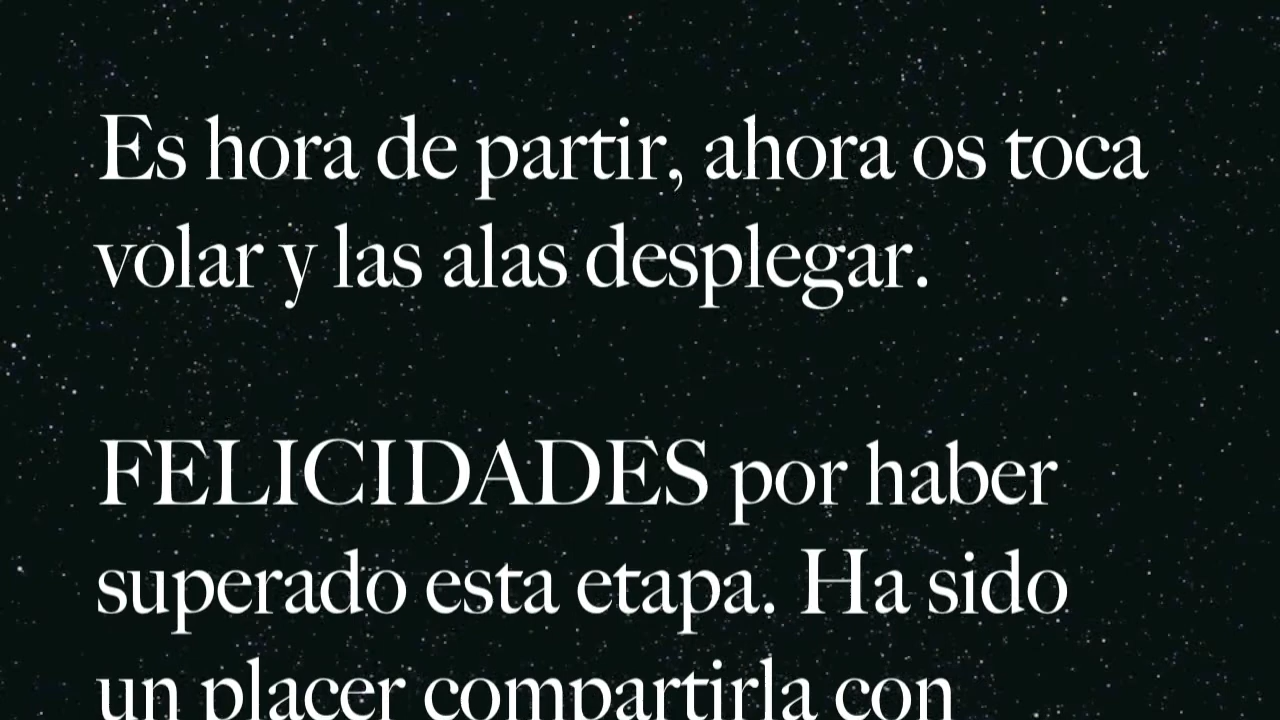 Es hora de partir, ahora os toca
volar y las alas desplegar.
FELICIDADES por haber
superado esta etapa. Ha sido
un placer compartirla con